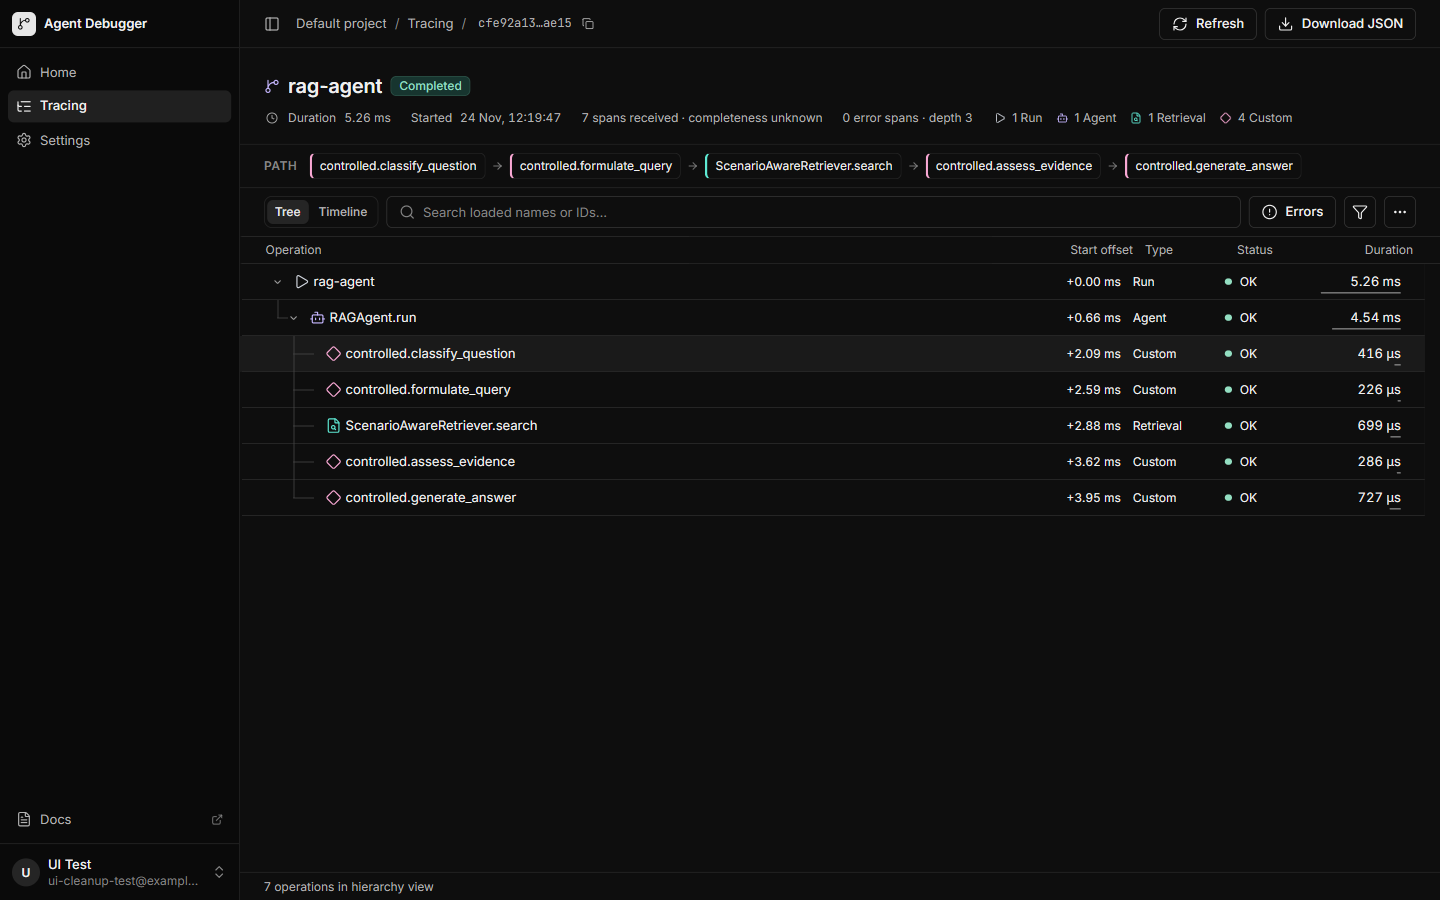 Agent Debugger
Default project / Tracing / cfe92a13…ae15
Refresh
Download JSON
Home
Tracing
Settings
rag-agent Completed
Duration 5.26 ms Started 24 Nov, 12:19:47 7 spans received · completeness unknown 0 error spans · depth 3 1 Run 1 Agent 1 Retrieval 4 Custom
PATH controlled.classify_question → controlled.formulate_query → ScenarioAwareRetriever.search → controlled.assess_evidence → controlled.generate_answer
Tree Timeline Search loaded names or IDs... Errors
Operation Start offset Type Status Duration
rag-agent +0.00 ms Run OK 5.26 ms
RAGAgent.run +0.66 ms Agent OK 4.54 ms
controlled.classify_question +2.09 ms Custom OK 416 µs
controlled.formulate_query +2.59 ms Custom OK 226 µs
ScenarioAwareRetriever.search +2.88 ms Retrieval OK 699 µs
controlled.assess_evidence +3.62 ms Custom OK 286 µs
controlled.generate_answer +3.95 ms Custom OK 727 µs
Docs
U
UI Test
ui-cleanup-test@exampl...
7 operations in hierarchy view